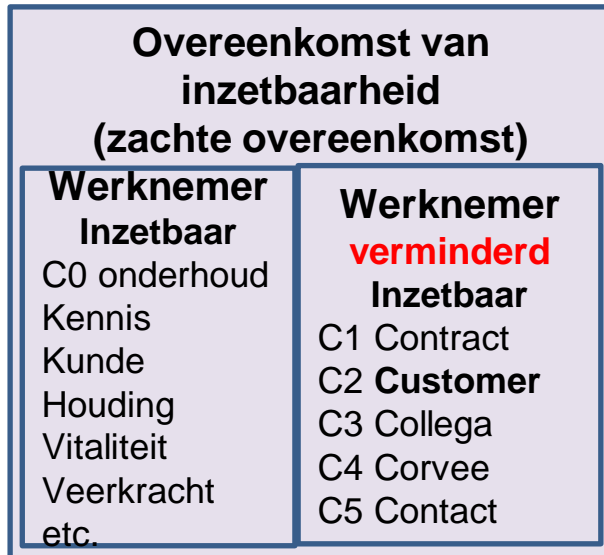 Overeenkomst van
inzetbaarheid
(zachte overeenkomst)
Werknemer
Inzetbaar
C0 onderhoud
Kennis
Kunde
Houding
Vitaliteit
Veerkracht
etc.
Werknemer
verminderd
Inzetbaar
C1 Contract
C2 Customer
C3 Collega
C4 Corvee
C5 Contact